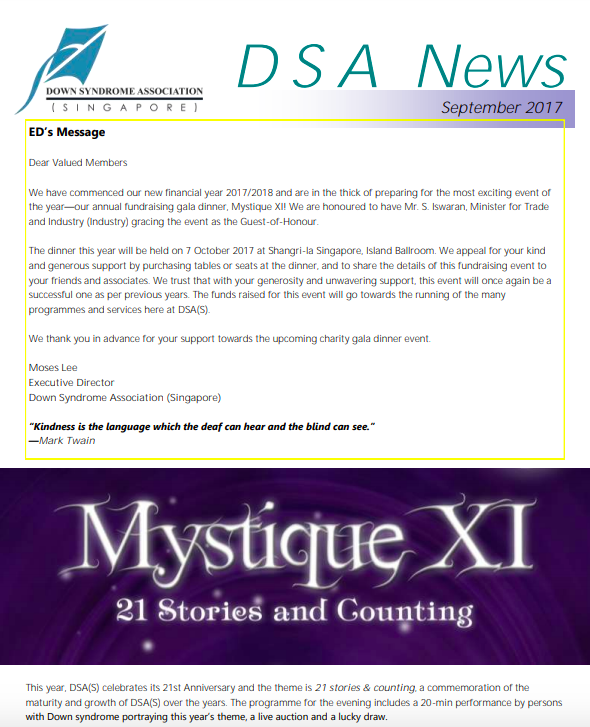 DSA News
DOWN SYNDROME ASSOCIATION
( S I N G A P O R E )
September 2017
ED's Message
Dear Valued Members
We have commenced our new financial year 2017/2018 and are in the thick of preparing for the most exciting event of
the year—our annual fundraising gala dinner, Mystique XI! We are honoured to have Mr. S. Iswaran, Minister for Trade
and Industry (Industry) gracing the event as the Guest-of-Honour.
The dinner this year will be held on 7 October 2017 at Shangri-la Singapore, Island Ballroom. We appeal for your kind
and generous support by purchasing tables or seats at the dinner, and to share the details of this fundraising event to
your friends and associates. We trust that with your generosity and unwavering support, this event will once again be a
successful one as per previous years. The funds raised for this event will go towards the running of the many
programmes and services here at DSA(S).
We thank you in advance for your support towards the upcoming charity gala dinner event.
Moses Lee
Executive Director
Down Syndrome Association (Singapore)
"Kindness is the language which the deaf can hear and the blind can see."
—Mark Twain
Mystique XI
21 Stories and Counting
This year, DSA(S) celebrates its 21st Anniversary and the theme is 21 stories & counting, a commemoration of the
maturity and growth of DSA(S) over the years. The programme for the evening includes a 20-min performance by persons
with Down syndrome portraying this year's theme, a live auction and a lucky draw.